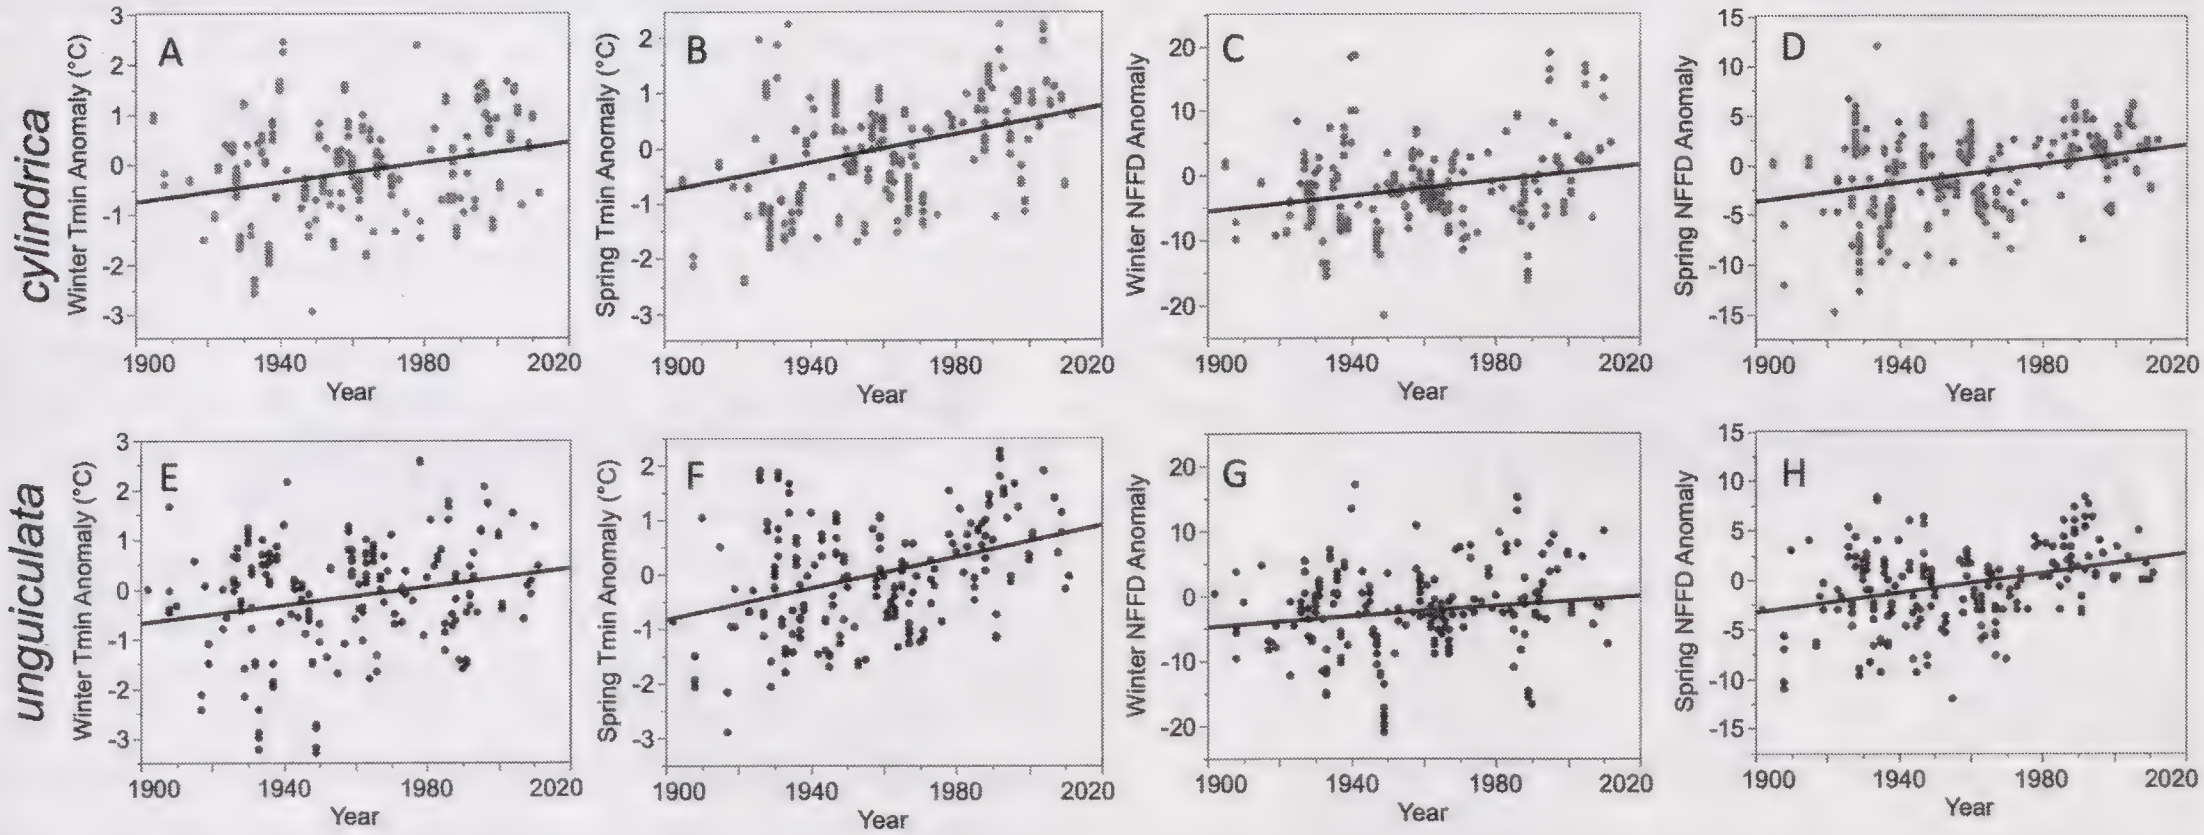 cylindrica
A
Winter Tmin Anomaly (°C)
3
2
1
0
-1
-2
-3
1900 1940 1980 2020
Year
B
Spring Tmin Anomaly (°C)
2
1
0
-1
-2
-3
1900 1940 1980 2020
Year
C
Winter NFFD Anomaly
20
10
0
-10
-20
1900 1940 1980 2020
Year
D
Spring NFFD Anomaly
15
10
5
0
-5
-10
-15
1900 1940 1980 2020
Year
unguiculata
E
Winter Tmin Anomaly (°C)
3
2
1
0
-1
-2
-3
1900 1940 1980 2020
Year
F
Spring Tmin Anomaly (°C)
2
1
0
-1
-2
-3
1900 1940 1980 2020
Year
G
Winter NFFD Anomaly
20
10
0
-10
-20
1900 1940 1980 2020
Year
H
Spring NFFD Anomaly
15
10
5
0
-5
-10
-15
1900 1940 1980 2020
Year